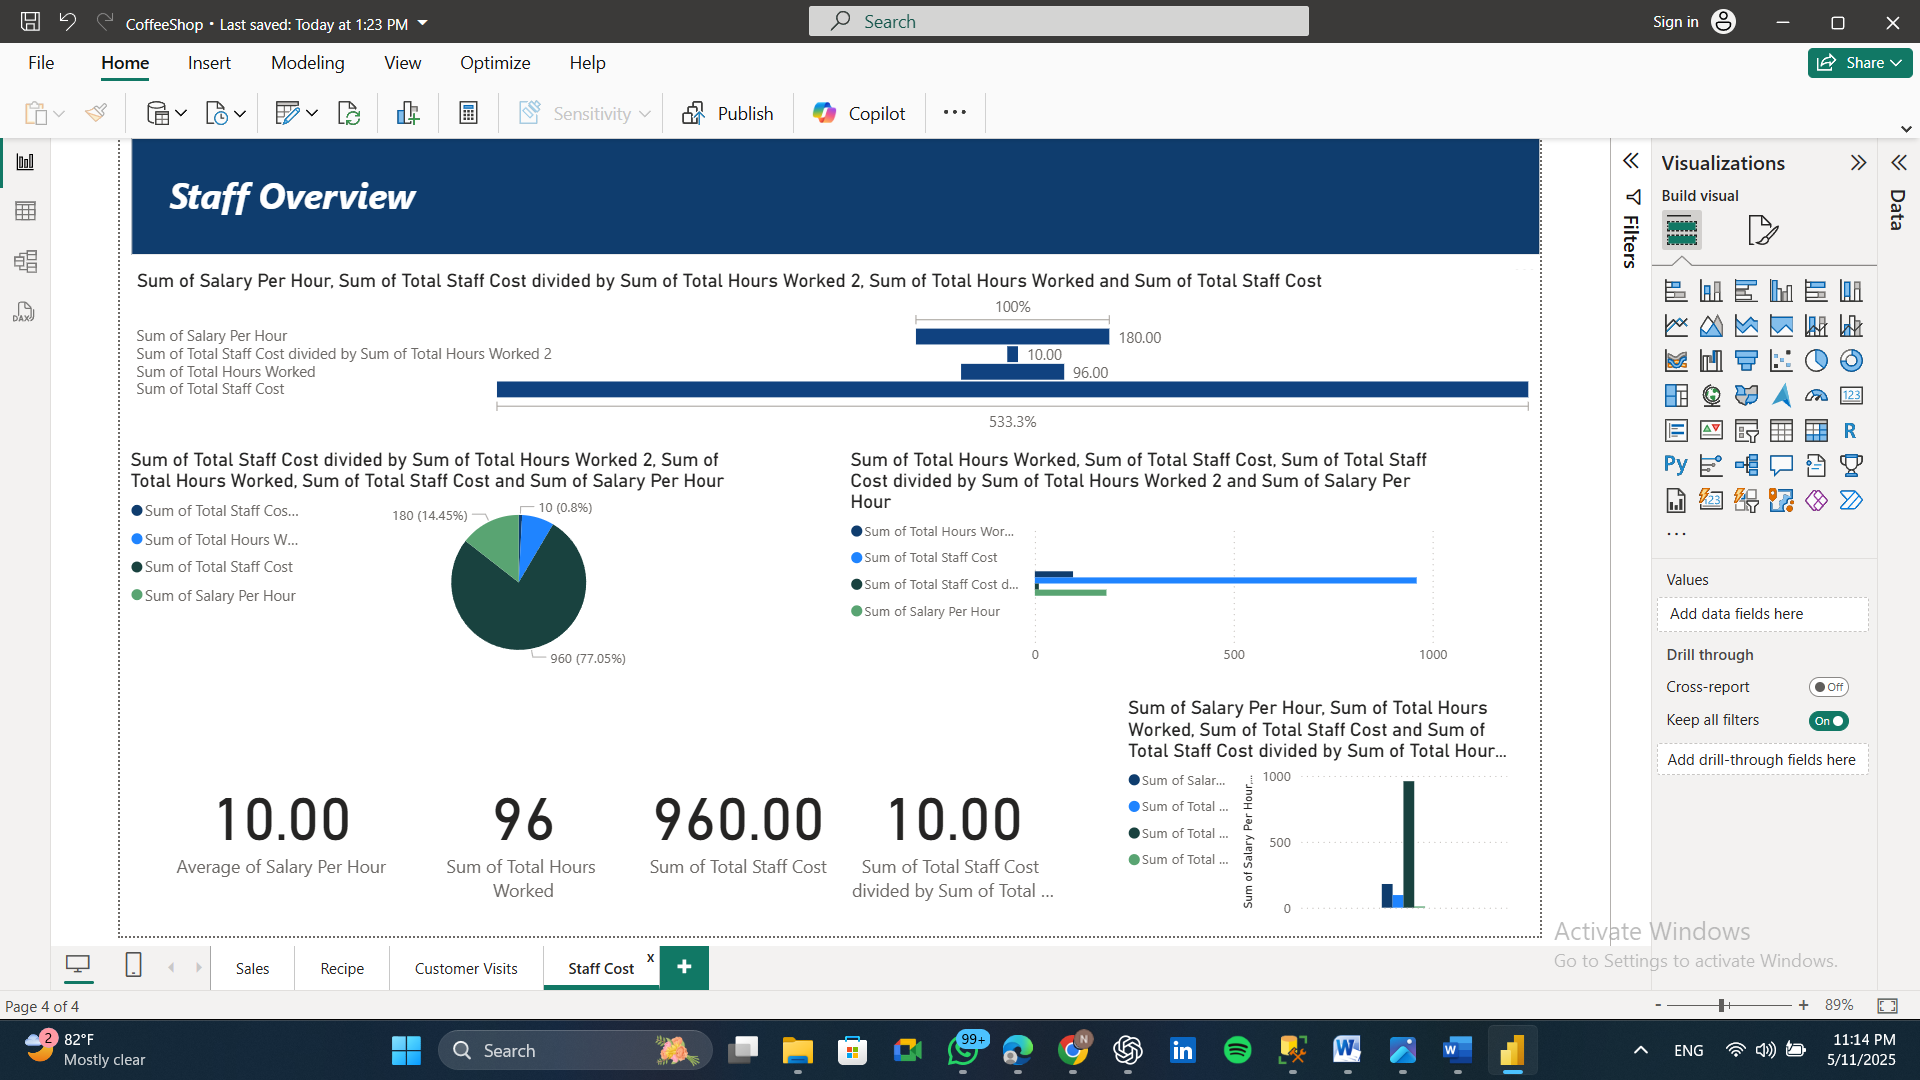 CoffeeShop • Last saved: Today at 1:23 PM
Search
Sign in
File
Home
Insert
Modeling
View
Optimize
Help
Share
Sensitivity
Publish
Copilot
Staff Overview
Sum of Salary Per Hour, Sum of Total Staff Cost divided by Sum of Total Hours Worked 2, Sum of Total Hours Worked and Sum of Total Staff Cost
100%
Sum of Salary Per Hour
180.00
Sum of Total Staff Cost divided by Sum of Total Hours Worked 2
10.00
Sum of Total Hours Worked
96.00
Sum of Total Staff Cost
533.3%
Sum of Total Staff Cost divided by Sum of Total Hours Worked 2, Sum of
Total Hours Worked, Sum of Total Staff Cost and Sum of Salary Per Hour
Sum of Total Staff Cos...
Sum of Total Hours W...
Sum of Total Staff Cost
Sum of Salary Per Hour
180 (14.45%)
10 (0.8%)
960 (77.05%)
Sum of Total Hours Worked, Sum of Total Staff Cost, Sum of Total Staff
Cost divided by Sum of Total Hours Worked 2 and Sum of Salary Per
Hour
Sum of Total Hours Wor...
Sum of Total Staff Cost
Sum of Total Staff Cost d...
Sum of Salary Per Hour
0
500
1000
10.00
Average of Salary Per Hour
96
Sum of Total Hours
Worked
960.00
Sum of Total Staff Cost
10.00
Sum of Total Staff Cost
divided by Sum of Total ...
Sum of Salary Per Hour, Sum of Total Hours
Worked, Sum of Total Staff Cost and Sum of
Total Staff Cost divided by Sum of Total Hour...
Sum of Salar...
Sum of Total ...
Sum of Total ...
Sum of Total ...
Sum of Salary Per Hour...
1000
500
0
Filters
Visualizations
Build visual
123
R
Py
123
...
Values
Add data fields here
Drill through
Cross-report
Off
Keep all filters
On
Add drill-through fields here
Data
DAX
Activate Windows
Go to Settings to activate Windows.
Sales
Recipe
Customer Visits
Staff Cost
x
+
Page 4 of 4
- + 89%
2
82°F
Mostly clear
Search
99+
N
ENG
11:14 PM
5/11/2025